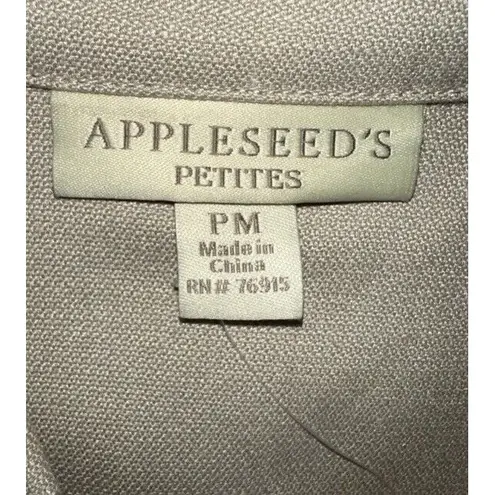 APPLESEED'S
PETITES
PM
Made in
China
RN# 76915